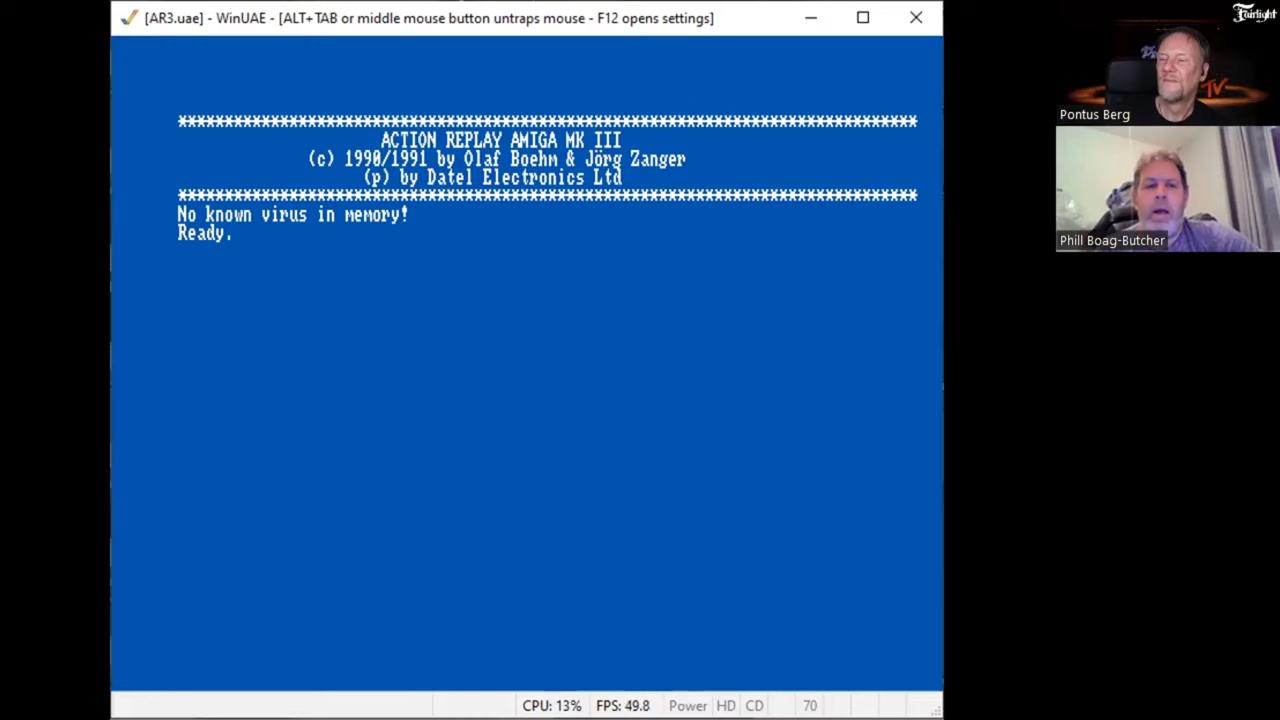 [AR3.uae] - WinUAE - [ALT+TAB or middle mouse button untraps mouse - F12 opens settings]
********************************************************************************
ACTION REPLAY AMIGA MK III
(c) 1990/1991 by Olaf Boehm & Jörg Zanger
(p) by Datel Electronics Ltd
********************************************************************************
No known virus in memory!
Ready.
CPU: 13% FPS: 49.8 Power HD CD 70
Fairlight
TV
Pontus Berg
Phill Boag-Butcher